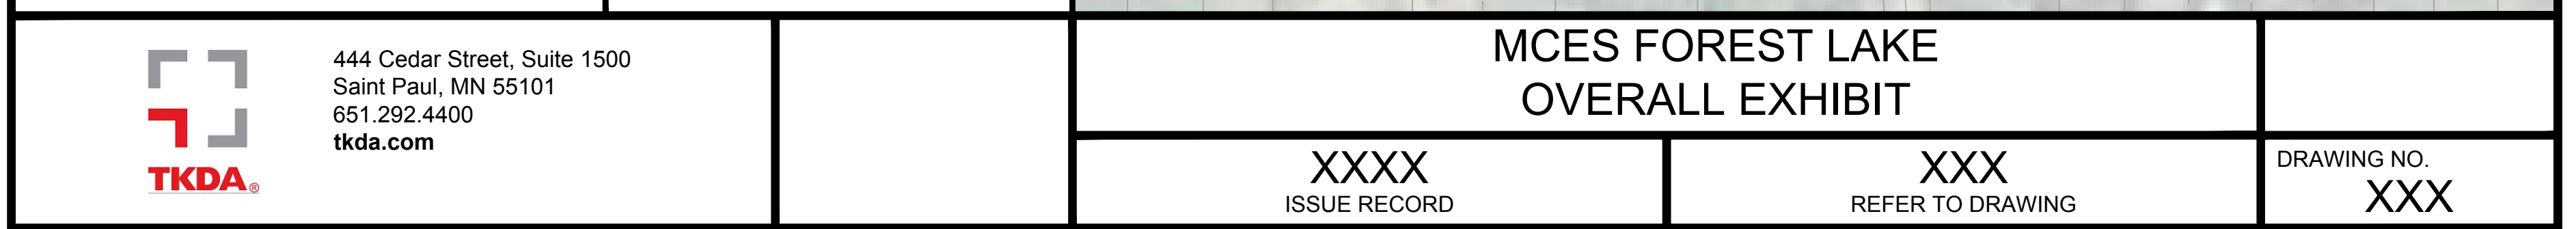 444 Cedar Street, Suite 1500
Saint Paul, MN 55101
651.292.4400
tkda.com
TKDA®
MCES FOREST LAKE
OVERALL EXHIBIT
XXXX
ISSUE RECORD
XXX
REFER TO DRAWING
DRAWING NO.
XXX